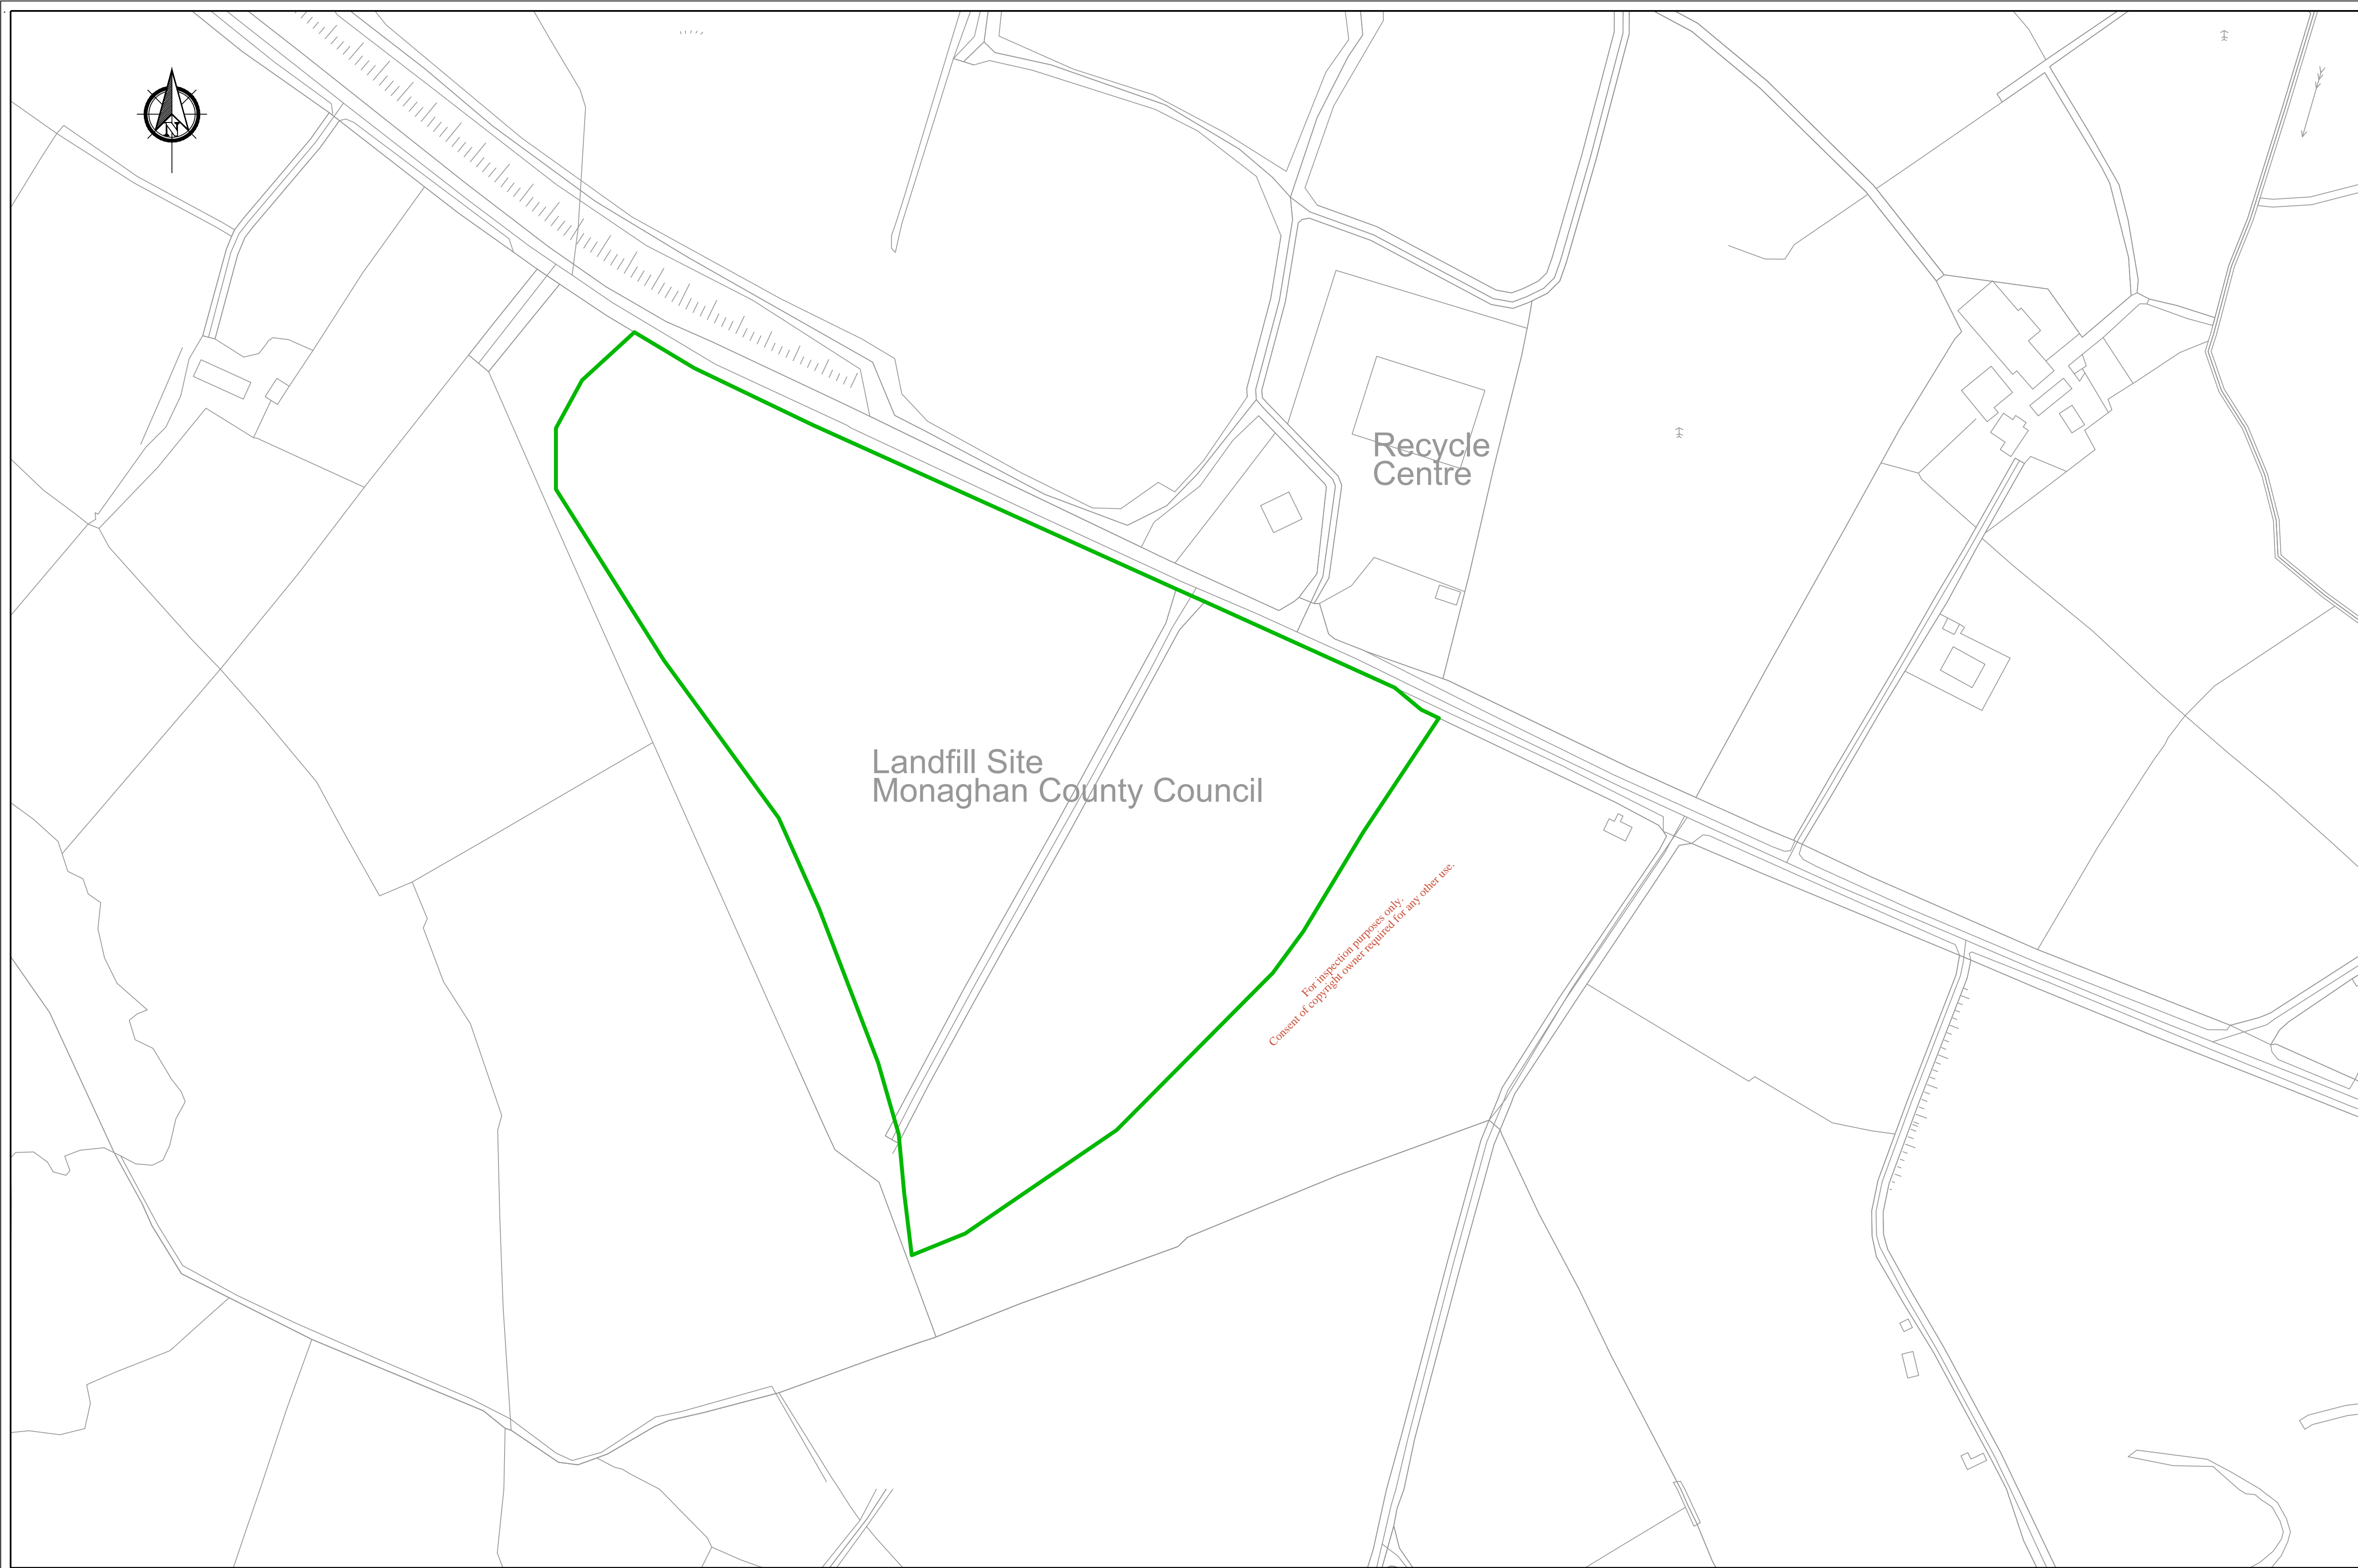 N
Recycle
Centre
Landfill Site
Monaghan County Council
For inspection purposes only.
Consent of copyright owner required for any other use.